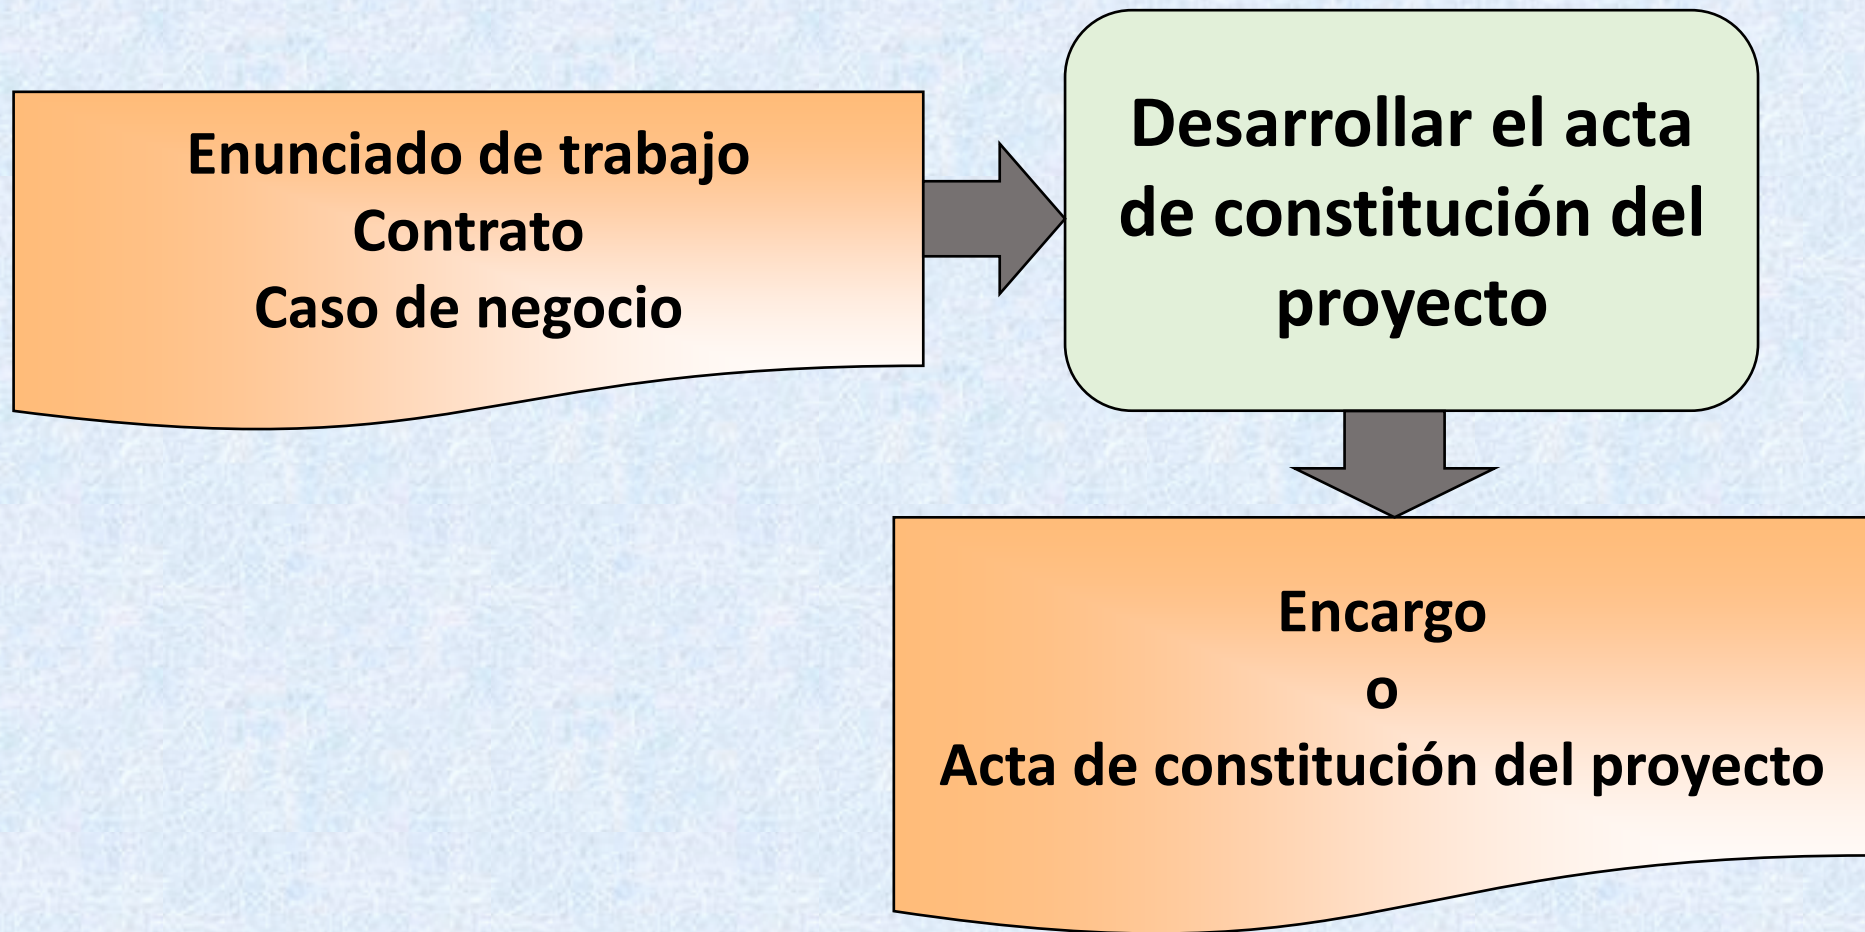 Enunciado de trabajo
Contrato
Caso de negocio
Desarrollar el acta
de constitución del
proyecto
Encargo
o
Acta de constitución del proyecto